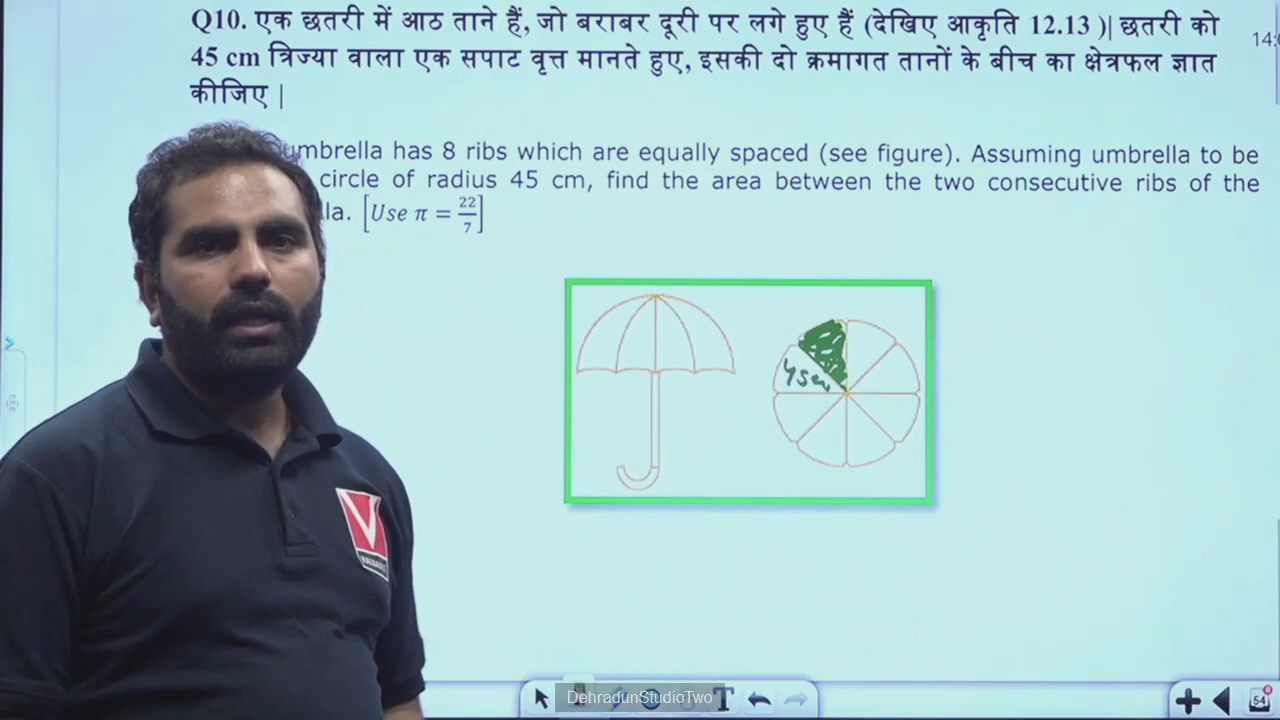 Q10. एक छतरी में आठ ताने हैं, जो बराबर दूरी पर लगे हुए हैं (देखिए आकृति 12.13 )| छतरी को
45 cm त्रिज्या वाला एक सपाट वृत्त मानते हुए, इसकी दो क्रमागत तानों के बीच का क्षेत्रफल ज्ञात
कीजिए |
umbrella has 8 ribs which are equally spaced (see figure). Assuming umbrella to be
circle of radius 45 cm, find the area between the two consecutive ribs of the
lla. [Use π = 22/7]
45cm
V
T
54
DehradunStudioTwo